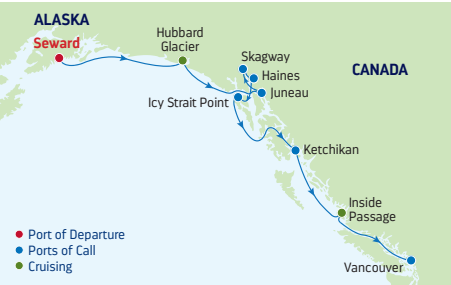 ALASKA
Seward
Hubbard
Glacier
Skagway
Haines
Juneau
CANADA
Icy Strait Point
Ketchikan
Inside
Passage
Vancouver
Port of Departure
Ports of Call
Cruising